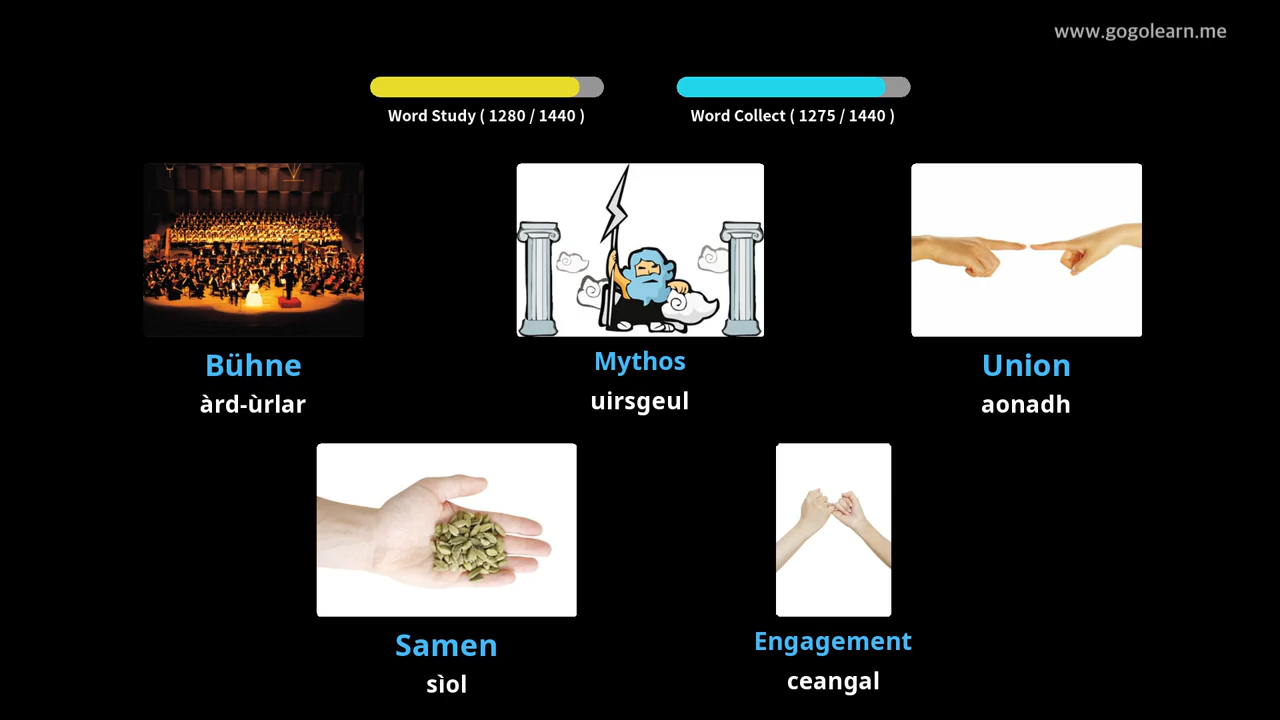 www.gogolearn.me
Word Study ( 1280 / 1440 )
Word Collect ( 1275 / 1440 )
Bühne
àrd-ùrlar
Mythos
uirsgeul
Union
aonadh
Samen
sìol
Engagement
ceangal